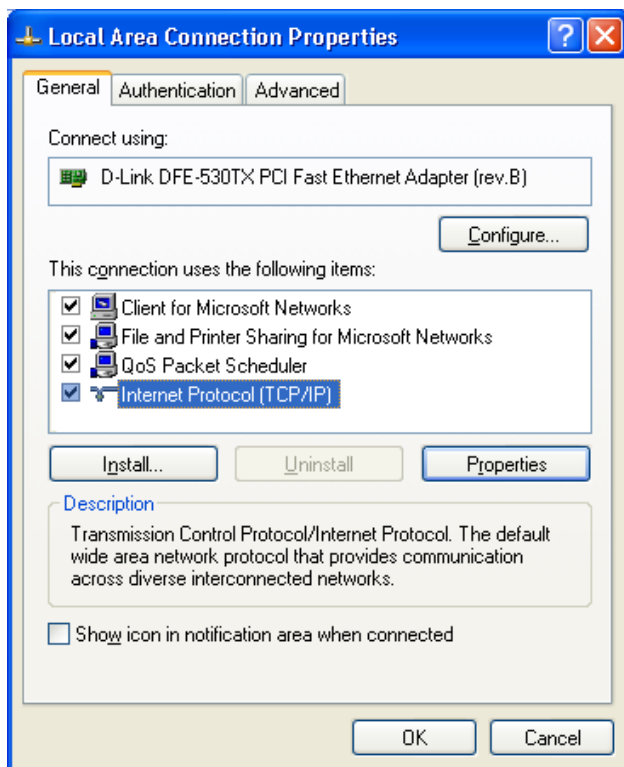 Local Area Connection Properties
General
Authentication
Advanced
Connect using:
D-Link DFE-530TX PCI Fast Ethernet Adapter (rev.B)
Configure...
This connection uses the following items:
Client for Microsoft Networks
File and Printer Sharing for Microsoft Networks
QoS Packet Scheduler
Internet Protocol (TCP/IP)
Install...
Uninstall
Properties
Description
Transmission Control Protocol/Internet Protocol. The default
wide area network protocol that provides communication
across diverse interconnected networks.
Show icon in notification area when connected
OK
Cancel